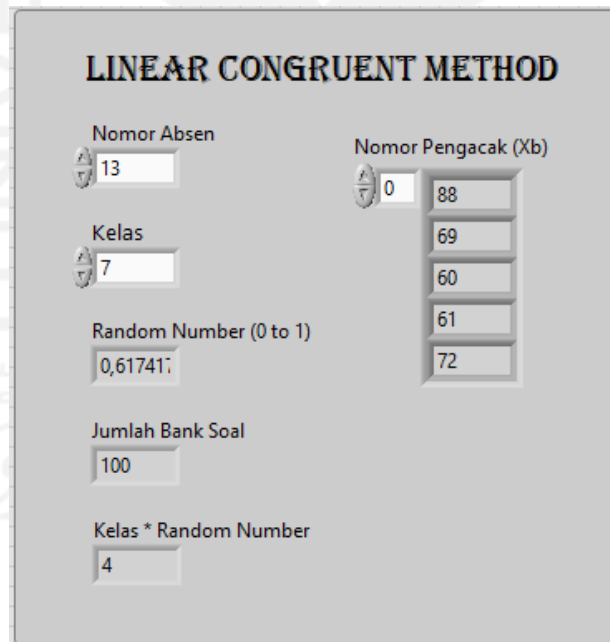 LINEAR CONGRUENT METHOD
Nomor Absen
13
Kelas
7
Random Number (0 to 1)
0,617417
Jumlah Bank Soal
100
Kelas * Random Number
4
Nomor Pengacak (Xb)
0
88
69
60
61
72